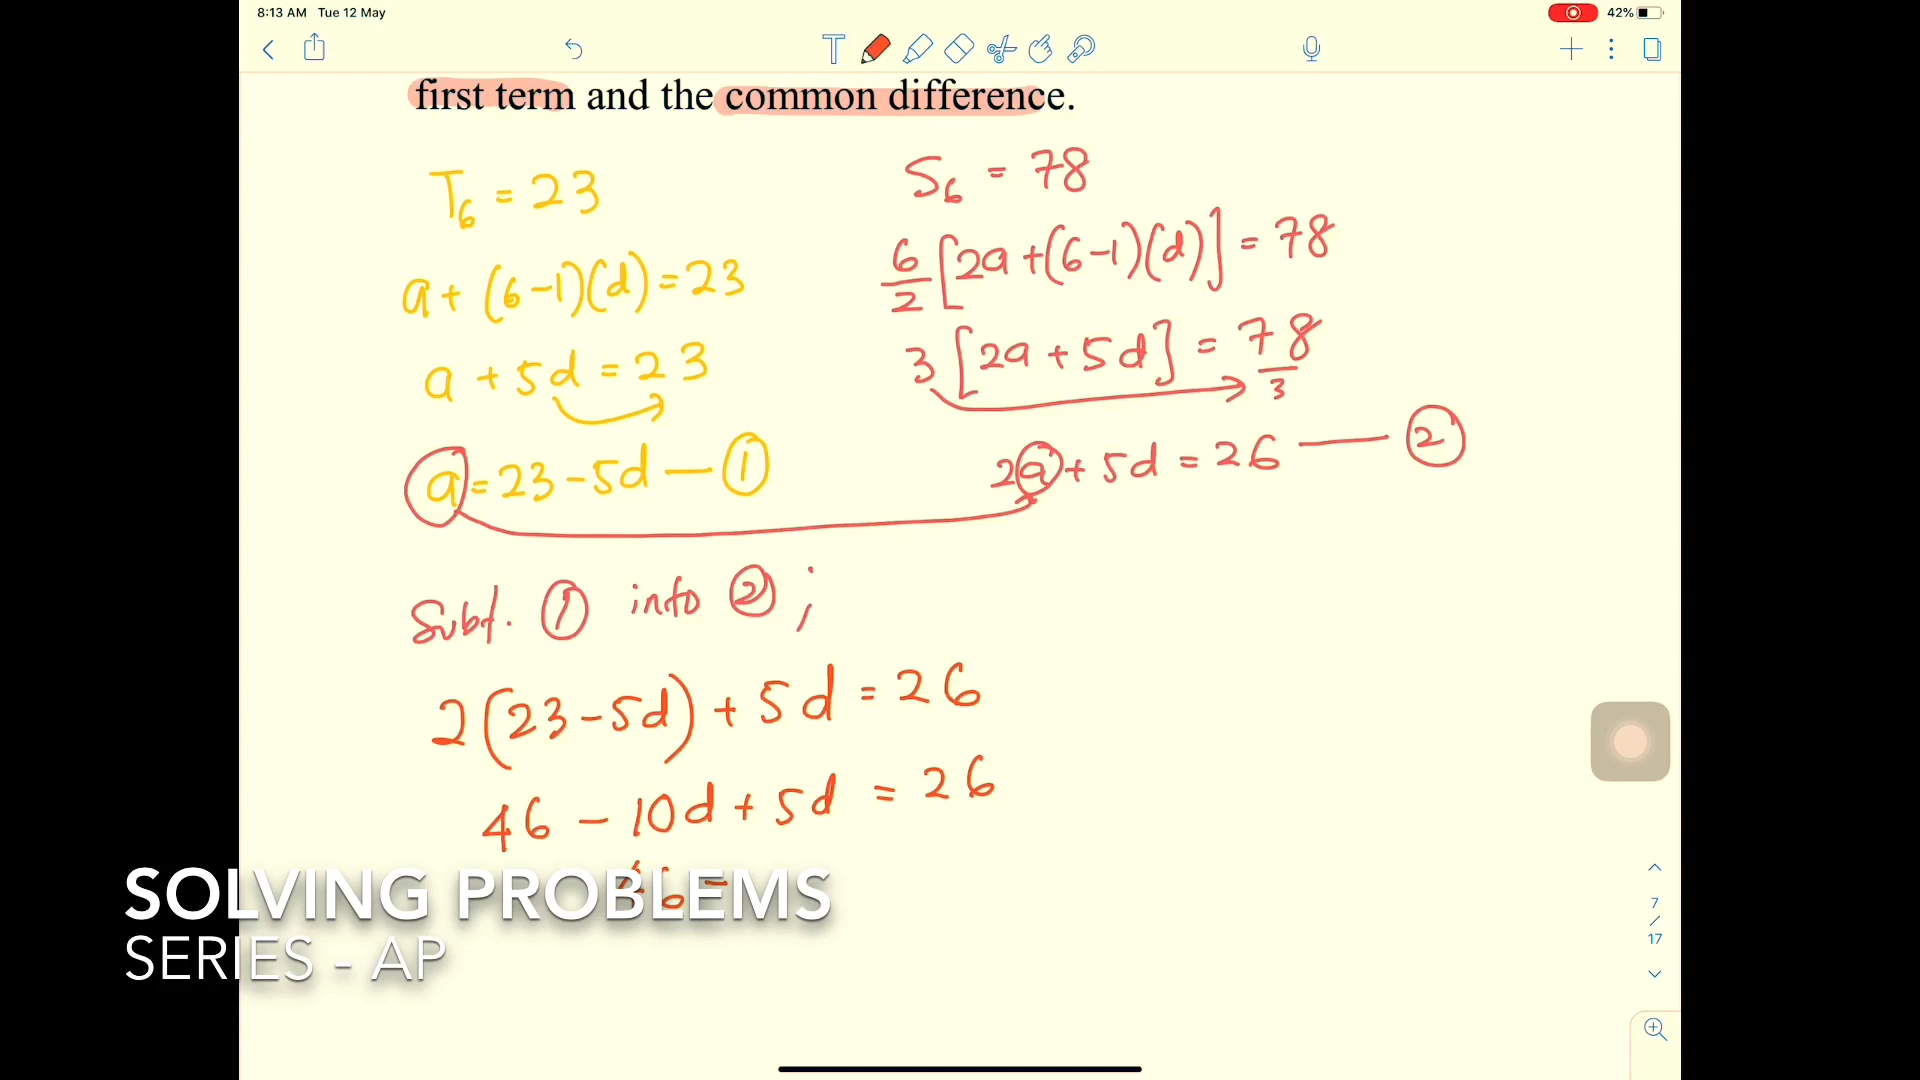 8:13 AM Tue 12 May
42%
first term and the common difference.
T6 = 23
a + (6-1)(d) = 23
a + 5d = 23
a = 23 - 5d — 1
S6 = 78
6/2 [2a + (6-1)(d)] = 78
3 [2a + 5d] = 78/3
2a + 5d = 26 — 2
Subt. 1 into 2 ;
2(23 - 5d) + 5d = 26
46 - 10d + 5d = 26
46 -
SOLVING PROBLEMS
SERIES - AP
7
/
17